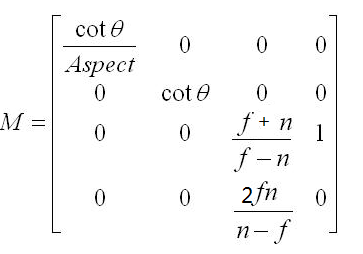 M = [ cot θ / Aspect 0 0 0
0 cot θ 0 0
0 0 f + n / f − n 1
0 0 2fn / n − f 0 ]